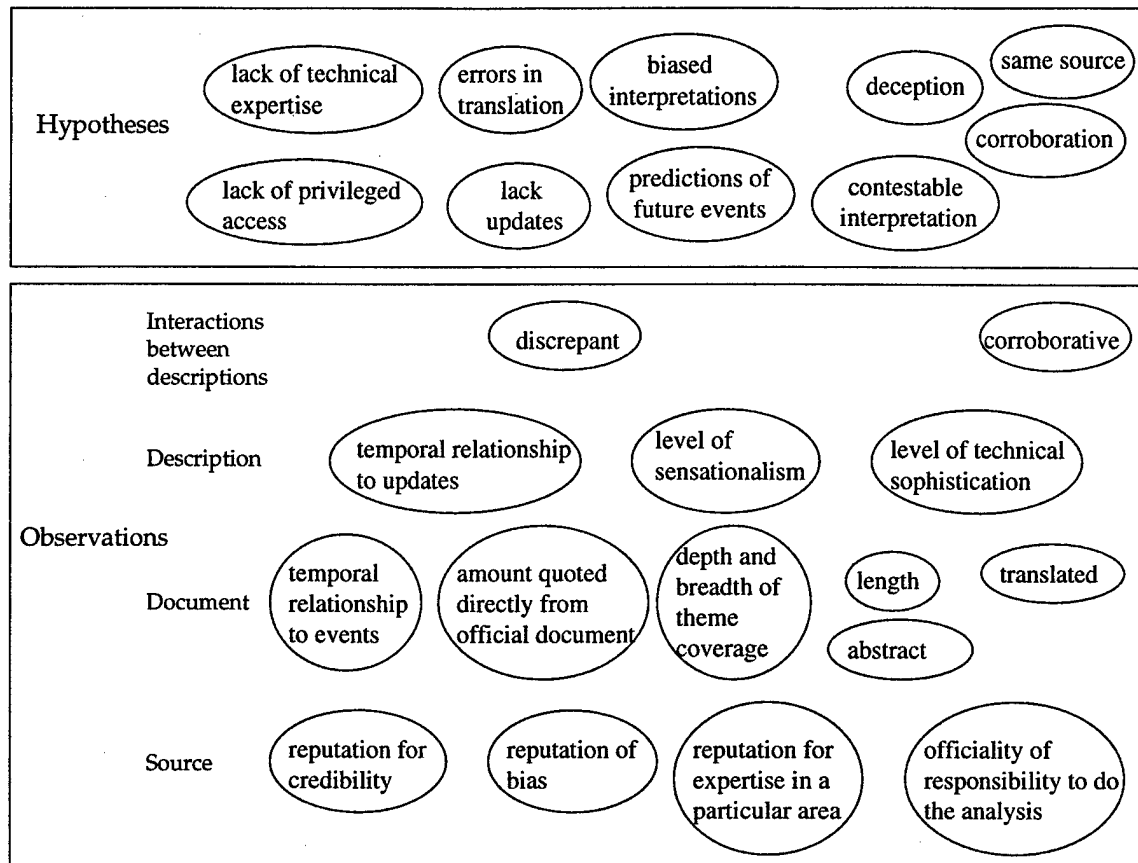 Hypotheses
lack of technical
expertise
errors in
translation
biased
interpretations
deception
same source
corroboration
lack of privileged
access
lack
updates
predictions of
future events
contestable
interpretation
Observations
Interactions
between
descriptions
discrepant
corroborative
Description
temporal relationship
to updates
level of
sensationalism
level of technical
sophistication
Document
temporal
relationship
to events
amount quoted
directly from
official document
depth and
breadth of
theme
coverage
length
abstract
translated
Source
reputation for
credibility
reputation of
bias
reputation for
expertise in a
particular area
officiality of
responsibility to do
the analysis